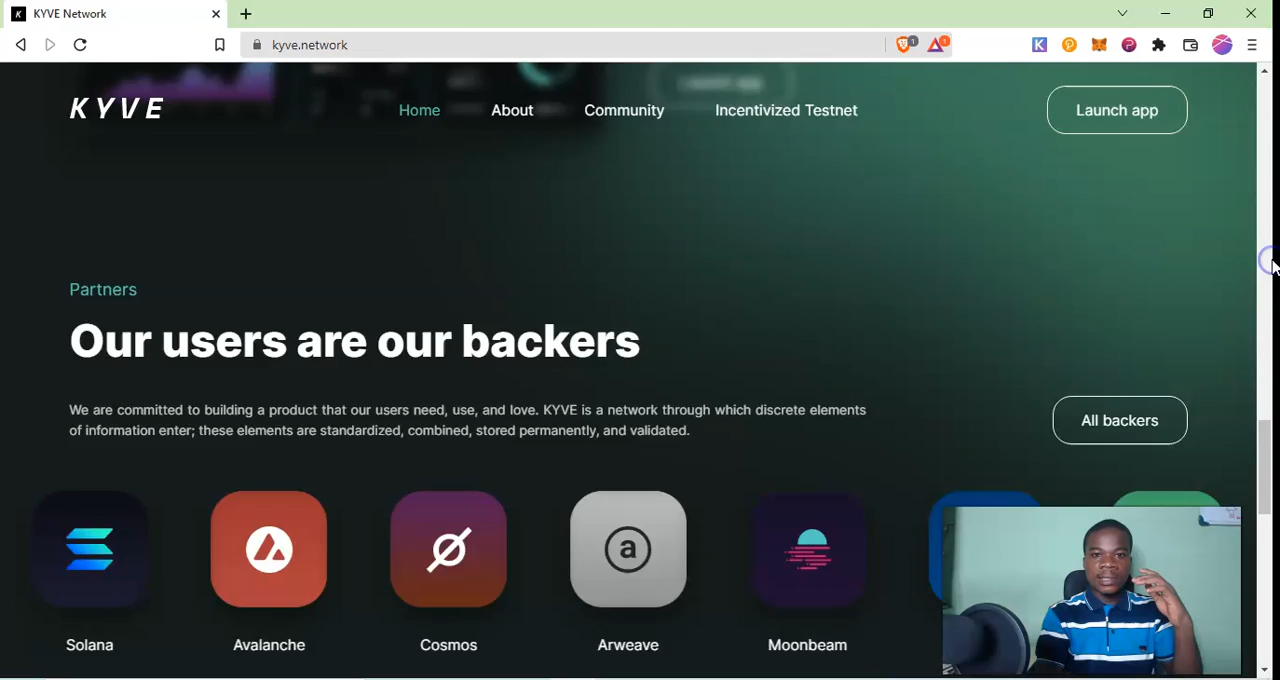 KYVE Network
kyve.network
1
1
KYVE
Home
About
Community
Incentivized Testnet
Launch app
Partners
Our users are our backers
We are committed to building a product that our users need, use, and love. KYVE is a network through which discrete elements
of information enter; these elements are standardized, combined, stored permanently, and validated.
All backers
a
Solana
Avalanche
Cosmos
Arweave
Moonbeam